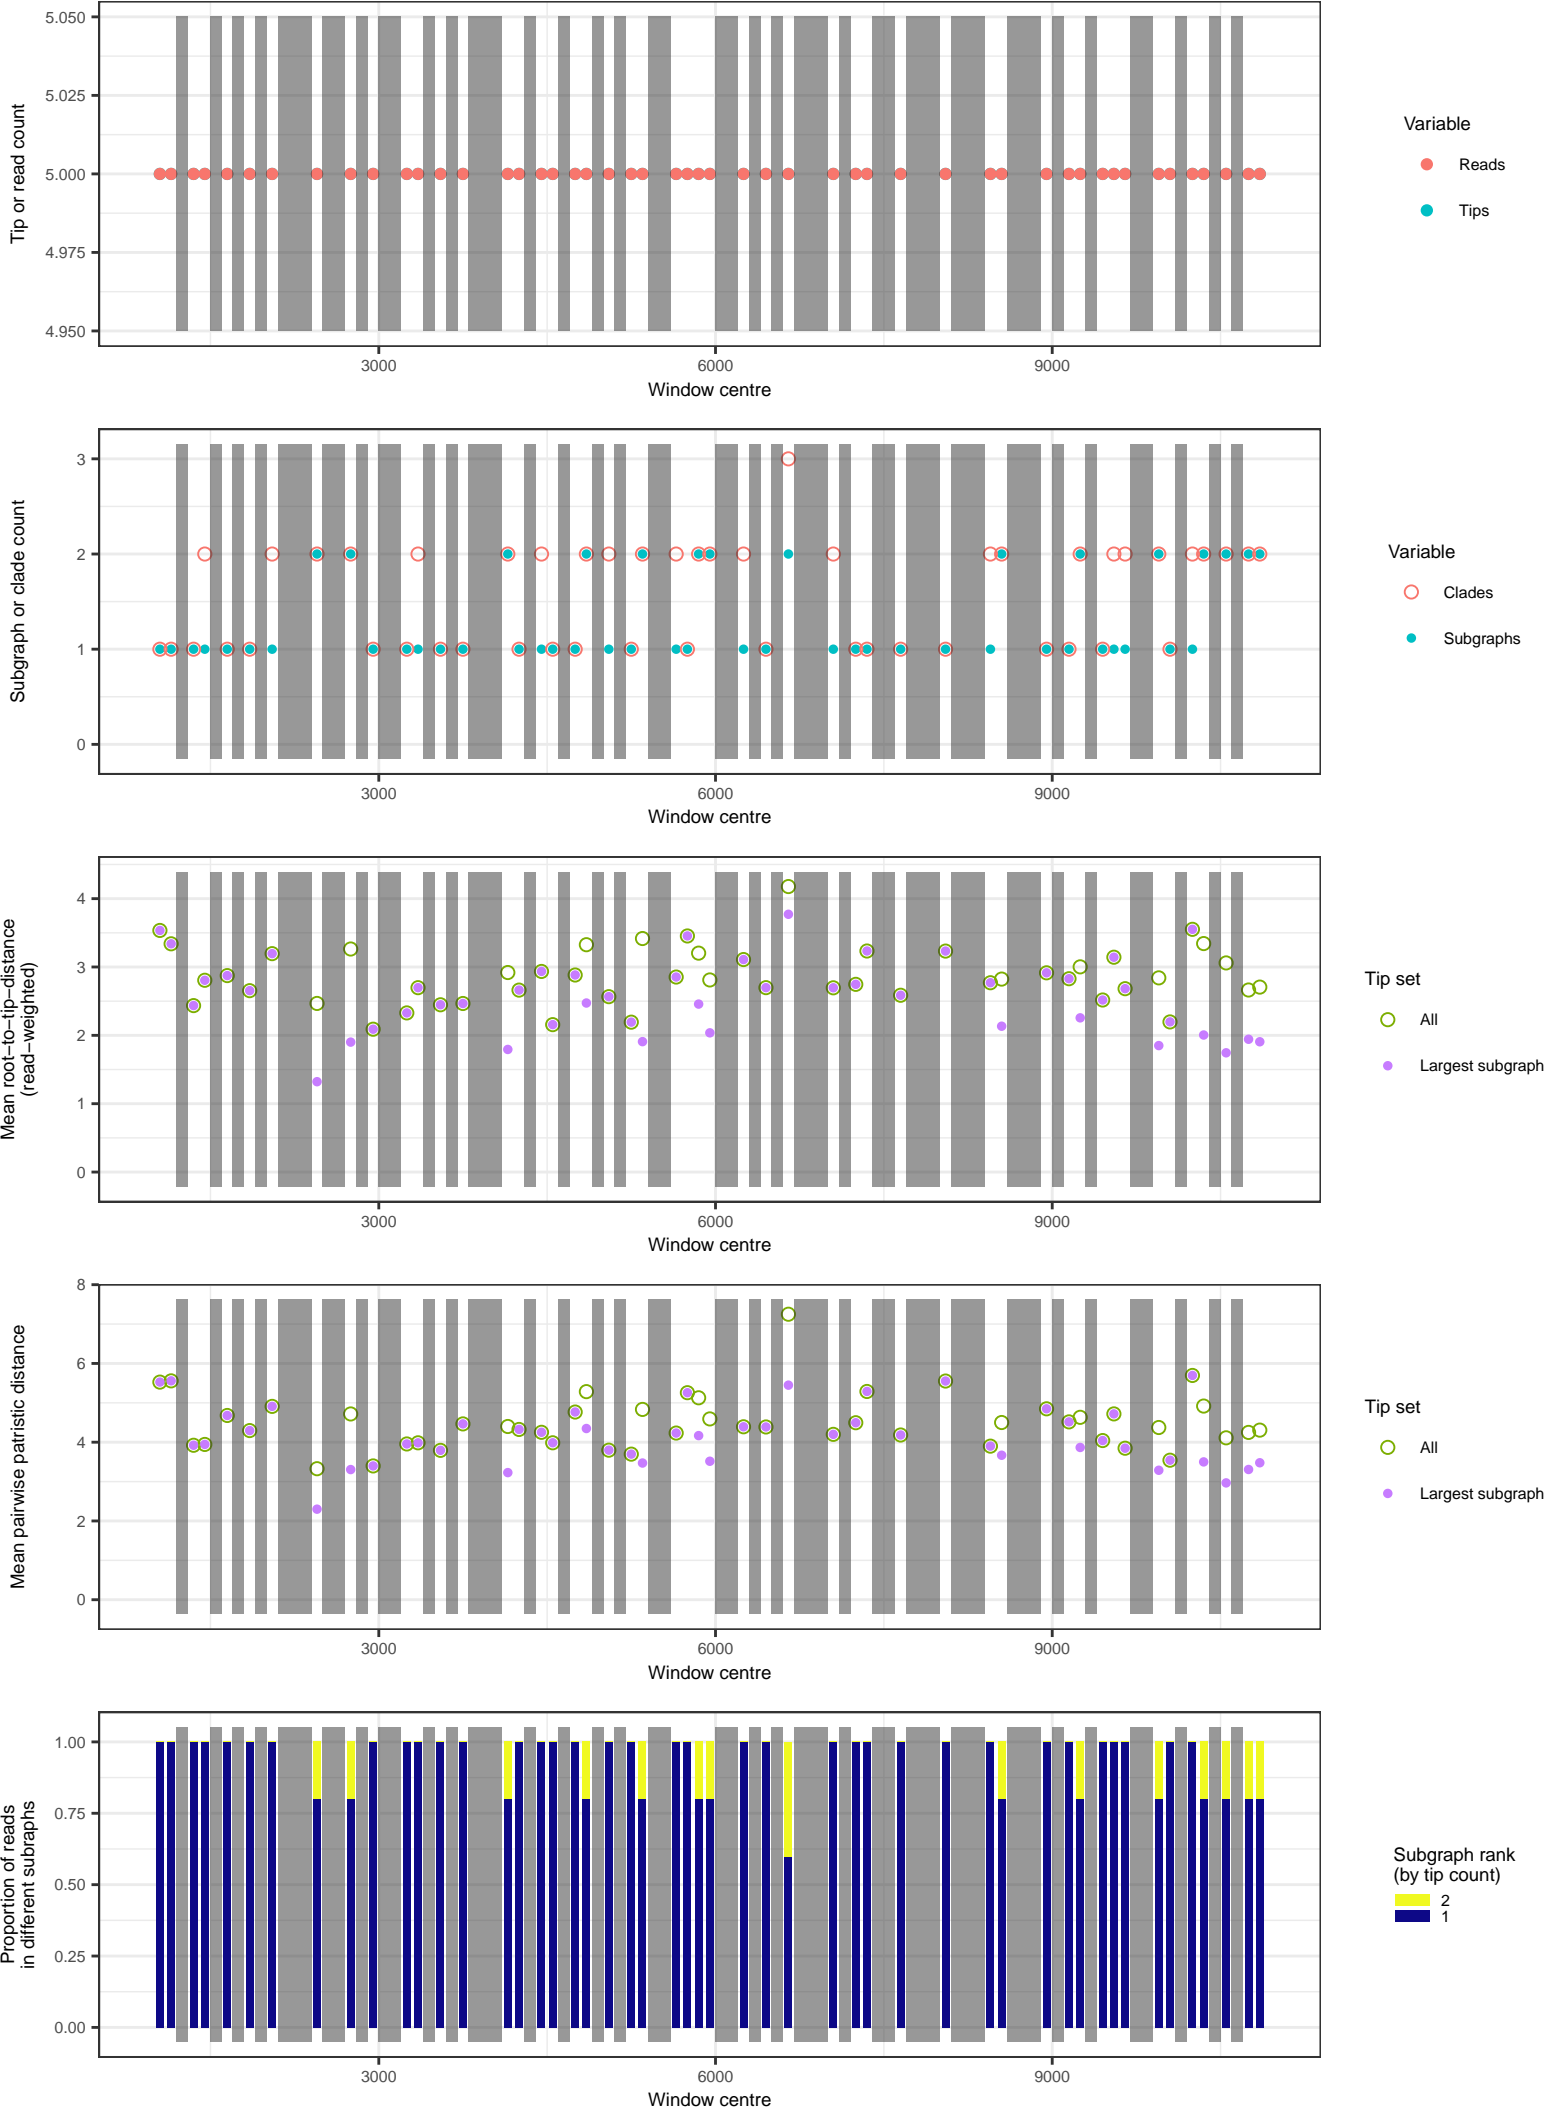 5.050
5.025
5.000
4.975
4.950
Tip or read count
3000
6000
9000
Window centre
Variable
Reads
Tips
3
2
1
0
Subgraph or clade count
3000
6000
9000
Window centre
Variable
Clades
Subgraphs
4
3
2
1
0
Mean root−to−tip−distance
(read−weighted)
3000
6000
9000
Window centre
Tip set
All
Largest subgraph
8
6
4
2
0
Mean pairwise patristic distance
3000
6000
9000
Window centre
Tip set
All
Largest subgraph
1.00
0.75
0.50
0.25
0.00
Proportion of reads
in different subraphs
3000
6000
9000
Window centre
Subgraph rank
(by tip count)
2
1